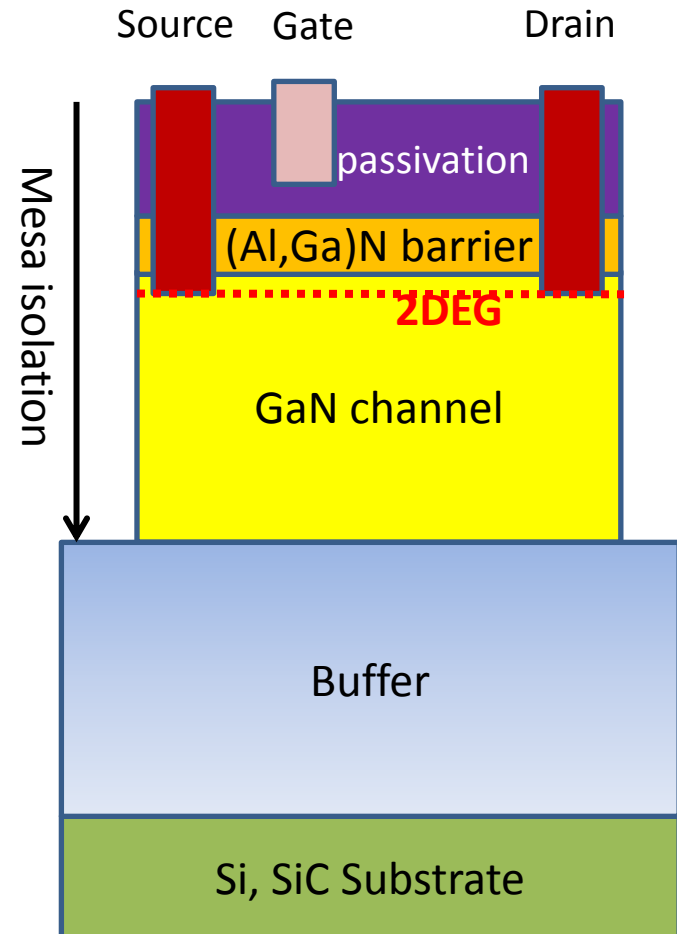 Source Gate Drain
Mesa isolation
passivation
(Al,Ga)N barrier
2DEG
GaN channel
Buffer
Si, SiC Substrate